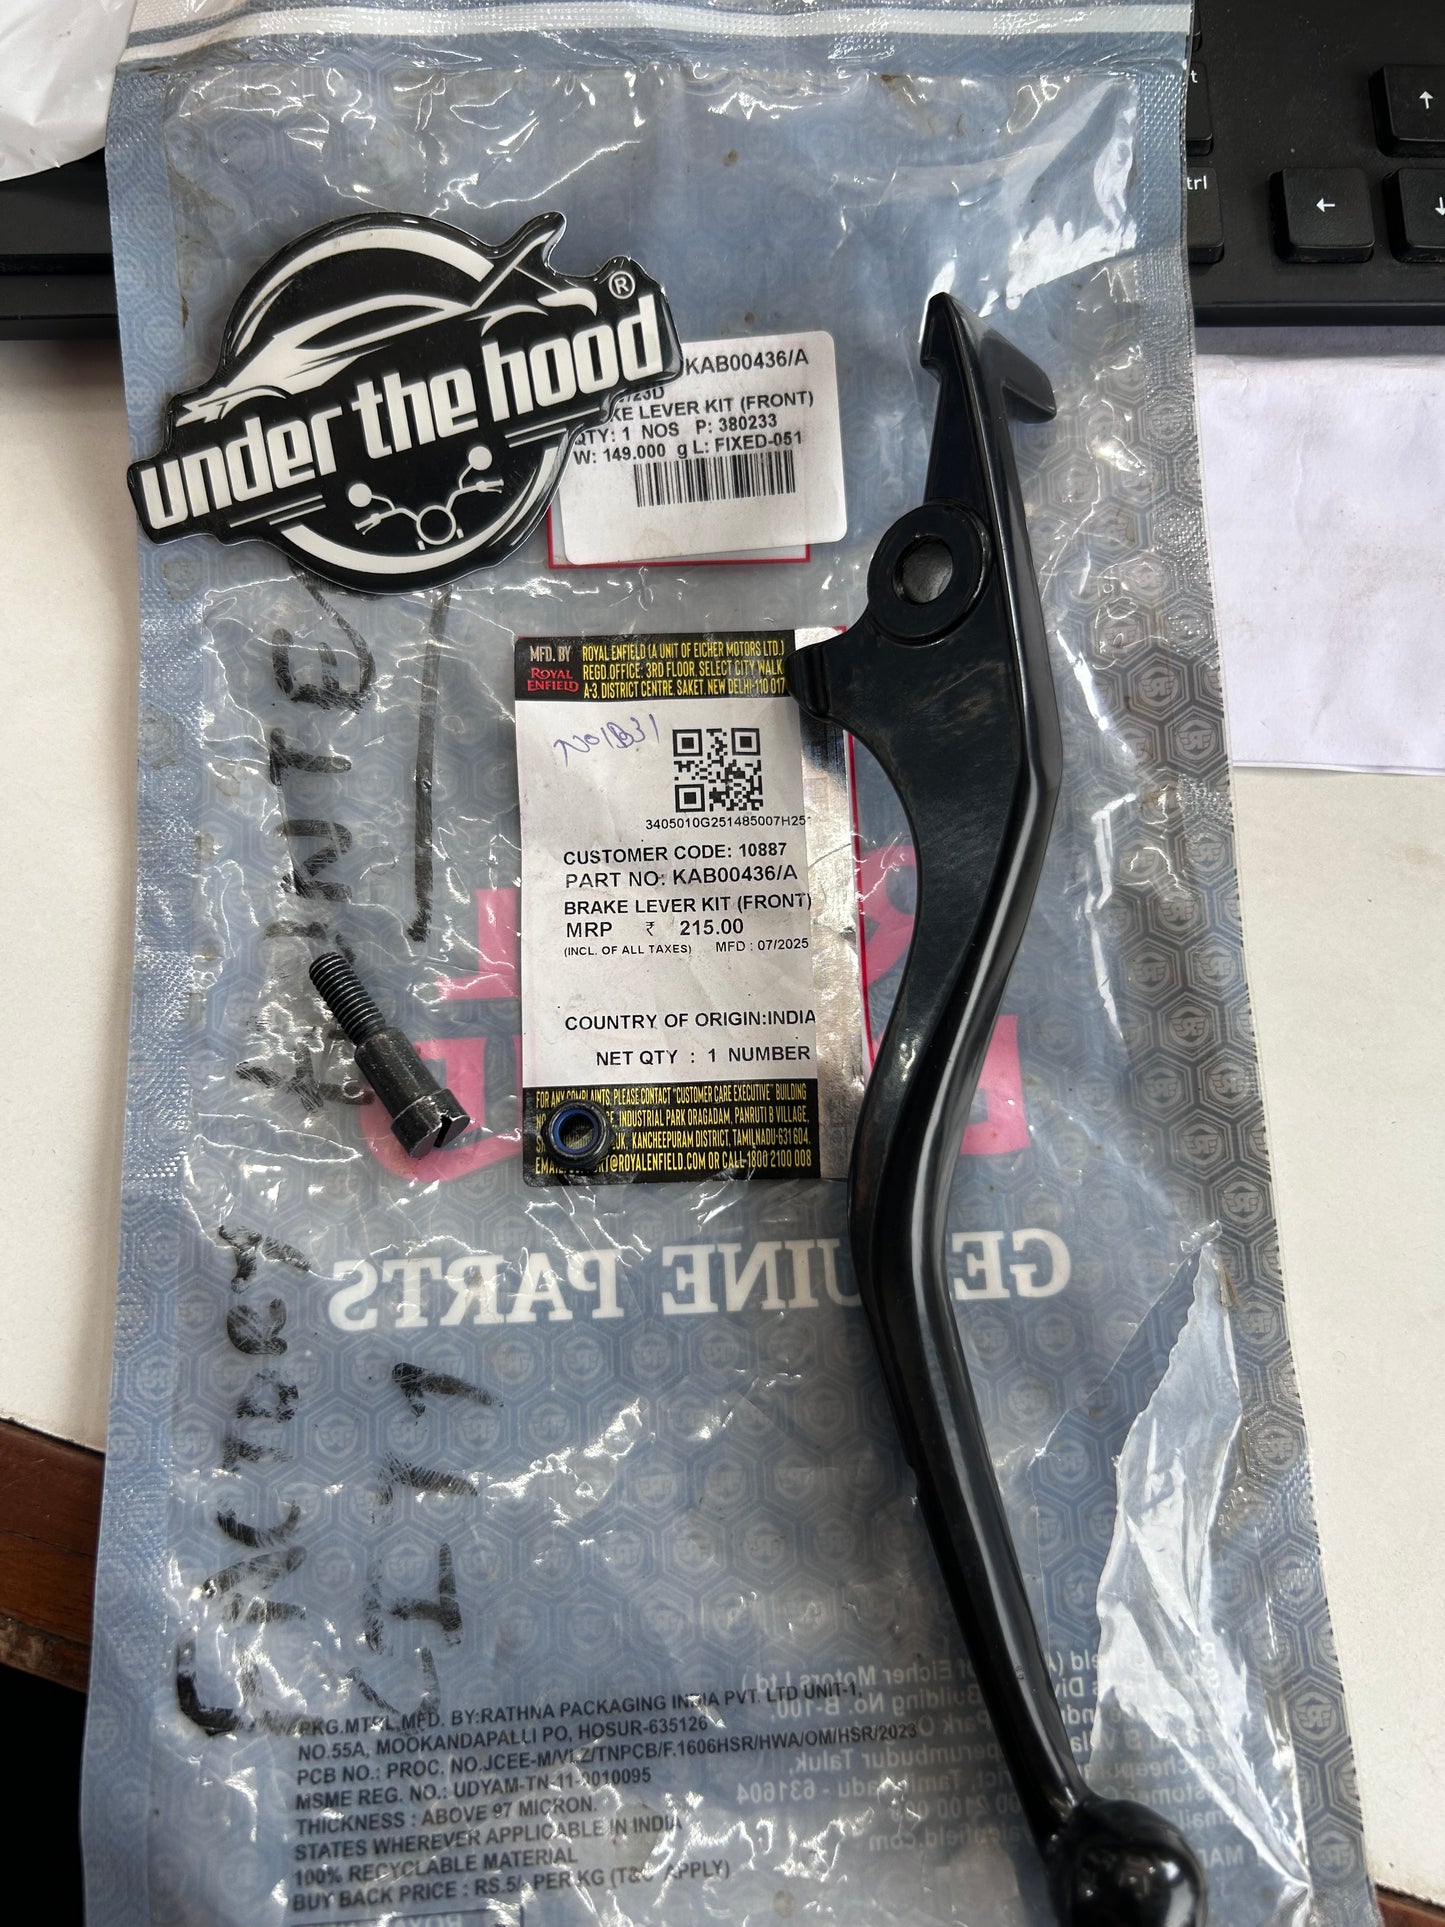 under the hood ®
KAB00436/A
/23D
KE LEVER KIT (FRONT)
QTY: 1 NOS P: 380233
W: 149.000 g L: FIXED-051
MFD. BY
ROYAL ENFIELD
ROYAL ENFIELD (A UNIT OF EICHER MOTORS LTD.)
REGD.OFFICE: 3RD FLOOR, SELECT CITY WALK
A-3, DISTRICT CENTRE, SAKET, NEW DELHI-110 017
3405010G251485007H25
CUSTOMER CODE: 10887
PART NO: KAB00436/A
BRAKE LEVER KIT (FRONT)
MRP ₹ 215.00
(INCL. OF ALL TAXES) MFD : 07/2025
COUNTRY OF ORIGIN:INDIA
NET QTY : 1 NUMBER
FOR ANY COMPLAINTS, PLEASE CONTACT "CUSTOMER CARE EXECUTIVE" BUILDING
INDUSTRIAL PARK ORAGADAM, PANRUTI B VILLAGE,
UK, KANCHEEPURAM DISTRICT, TAMILNADU-631604.
RT@ROYALENFIELD.COM OR CALL-1800 2100 008
GE UINE PARTS
PKG.MTRL.MFD. BY:RATHNA PACKAGING INDIA PVT. LTD UNIT-1,
NO.55A, MOOKANDAPALLI PO, HOSUR-635126
PCB NO.: PROC. NO.JCEE-M/VLZ/TNPCB/F.1606HSR/HWA/OM/HSR/2023
MSME REG. NO.: UDYAM-TN-11-0010095
THICKNESS : ABOVE 97 MICRON.
STATES WHEREVER APPLICABLE IN INDIA
100% RECYCLABLE MATERIAL
BUY BACK PRICE : RS.5/- PER KG (T&C APPLY)